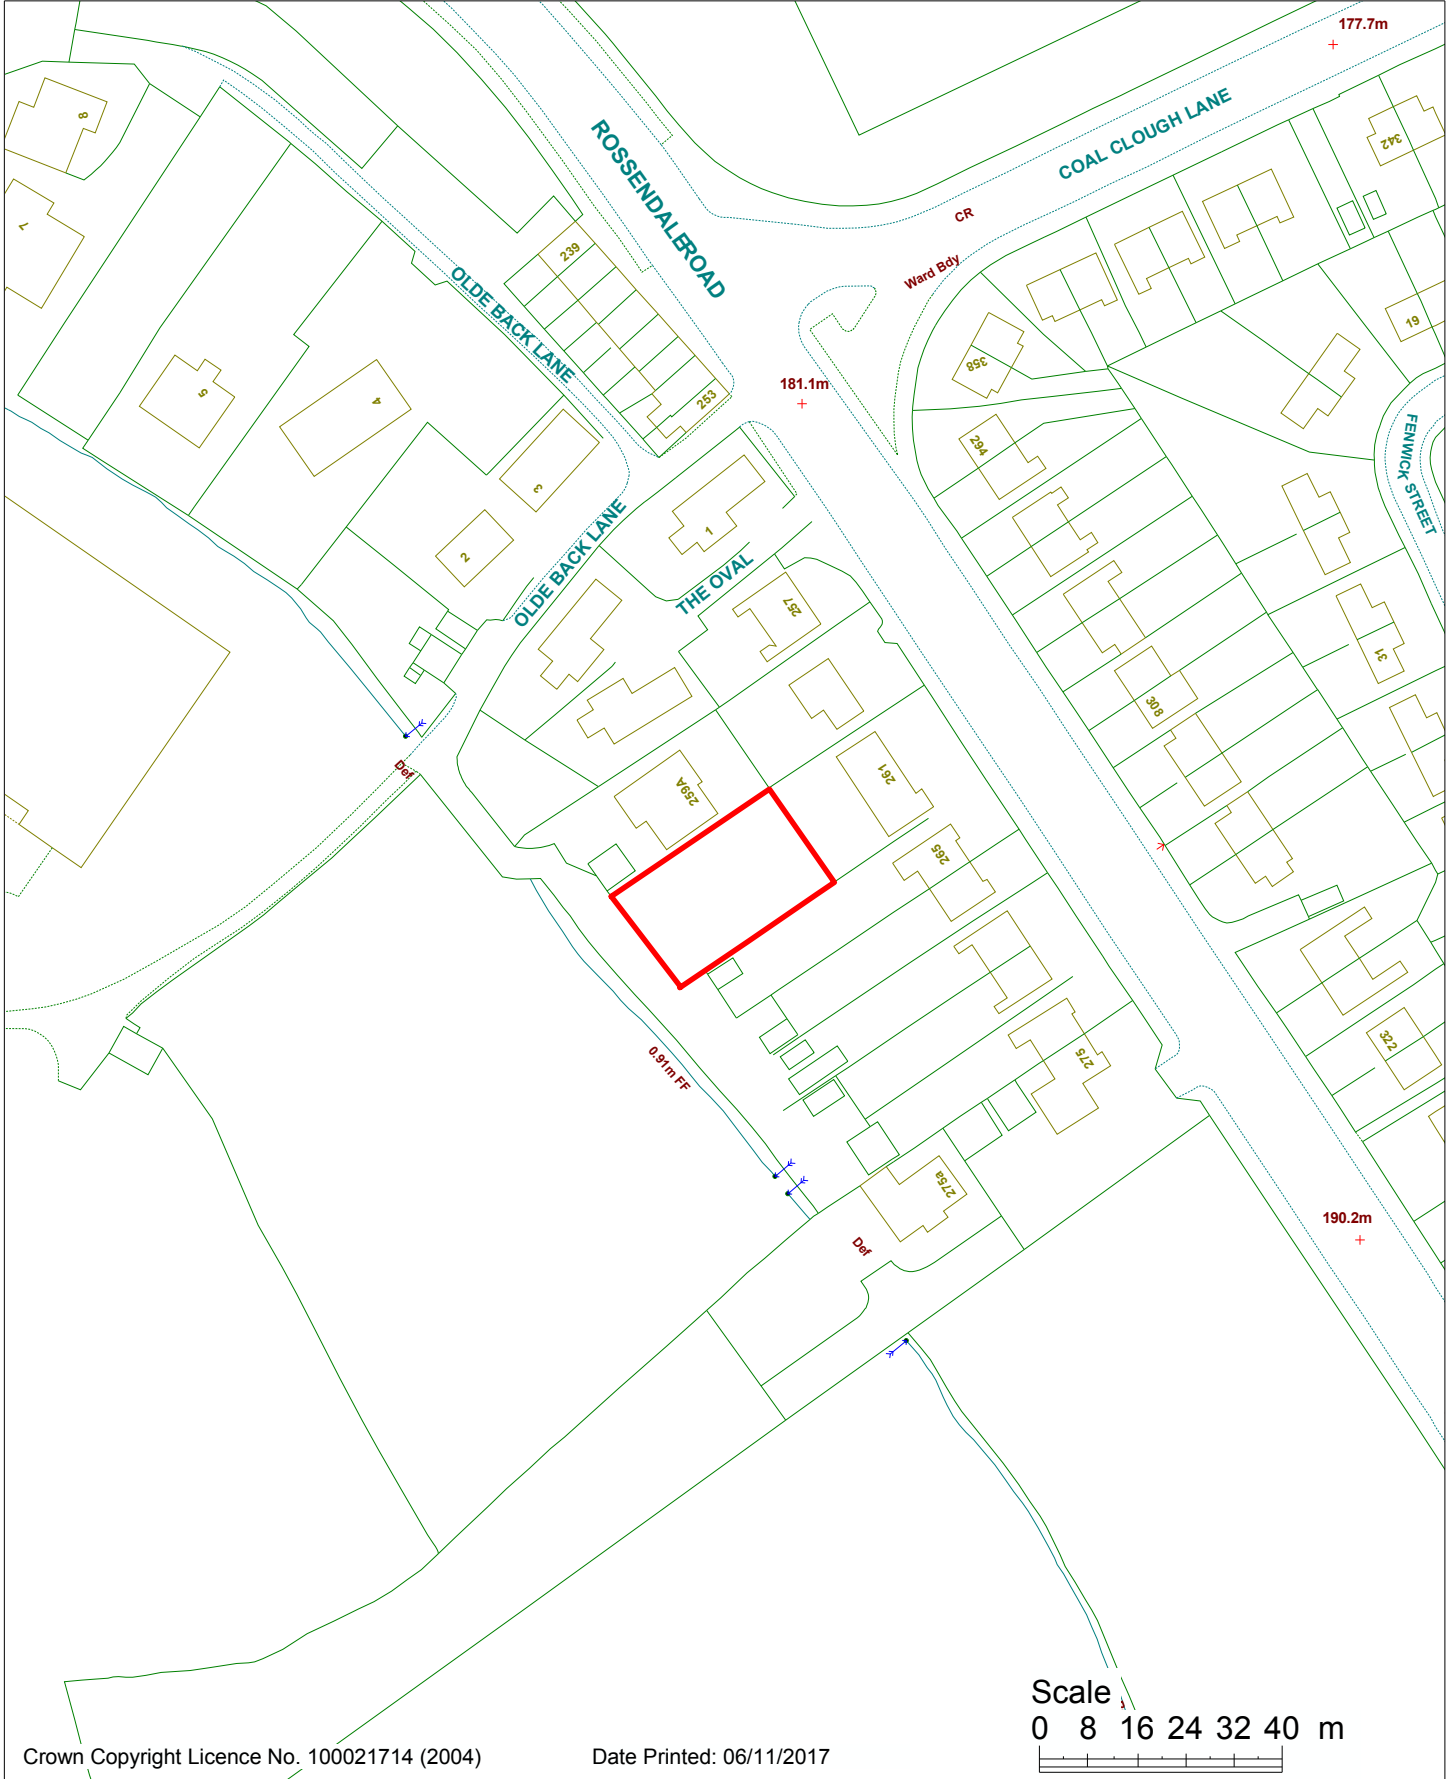 177.7m
COAL CLOUGH LANE
342
8
ROSSENDALE ROAD
CR
7
239
Ward Bdy
OLDE BACK LANE
19
358
181.1m
5
4
253
FENWICK STREET
294
3
1
2
OLDE BACK LANE
THE OVAL
257
31
308
Def
261
259A
265
322
0.91m FF
275
275a
190.2m
Def
Scale
0 8 16 24 32 40 m
Crown Copyright Licence No. 100021714 (2004)
Date Printed: 06/11/2017